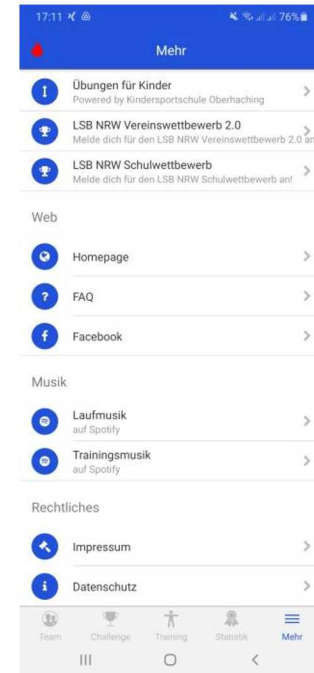 17:11 76%
Mehr
Übungen für Kinder
Powered by Kindersportschule Oberhaching
LSB NRW Vereinswettbewerb 2.0
Melde dich für den LSB NRW Vereinswettbewerb 2.0 an
LSB NRW Schulwettbewerb
Melde dich für den LSB NRW Schulwettbewerb an!
Web
Homepage
FAQ
Facebook
Musik
Laufmusik
auf Spotify
Trainingsmusik
auf Spotify
Rechtliches
Impressum
Datenschutz
Team Challenge Training Statistik Mehr